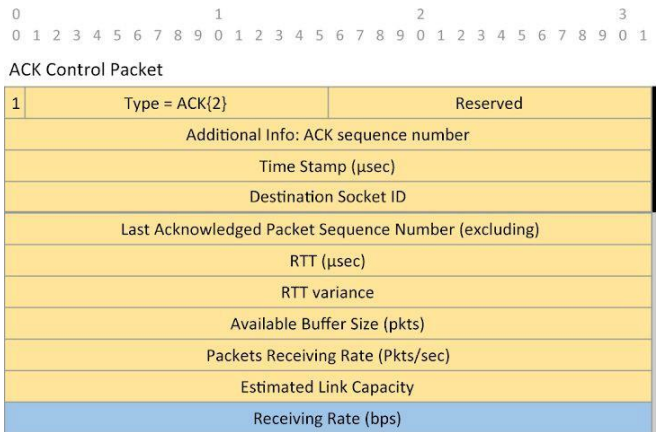 0 1 2 3
0 1 2 3 4 5 6 7 8 9 0 1 2 3 4 5 6 7 8 9 0 1 2 3 4 5 6 7 8 9 0 1
ACK Control Packet
1 Type = ACK{2} Reserved
Additional Info: ACK sequence number
Time Stamp (µsec)
Destination Socket ID
Last Acknowledged Packet Sequence Number (excluding)
RTT (µsec)
RTT variance
Available Buffer Size (pkts)
Packets Receiving Rate (Pkts/sec)
Estimated Link Capacity
Receiving Rate (bps)